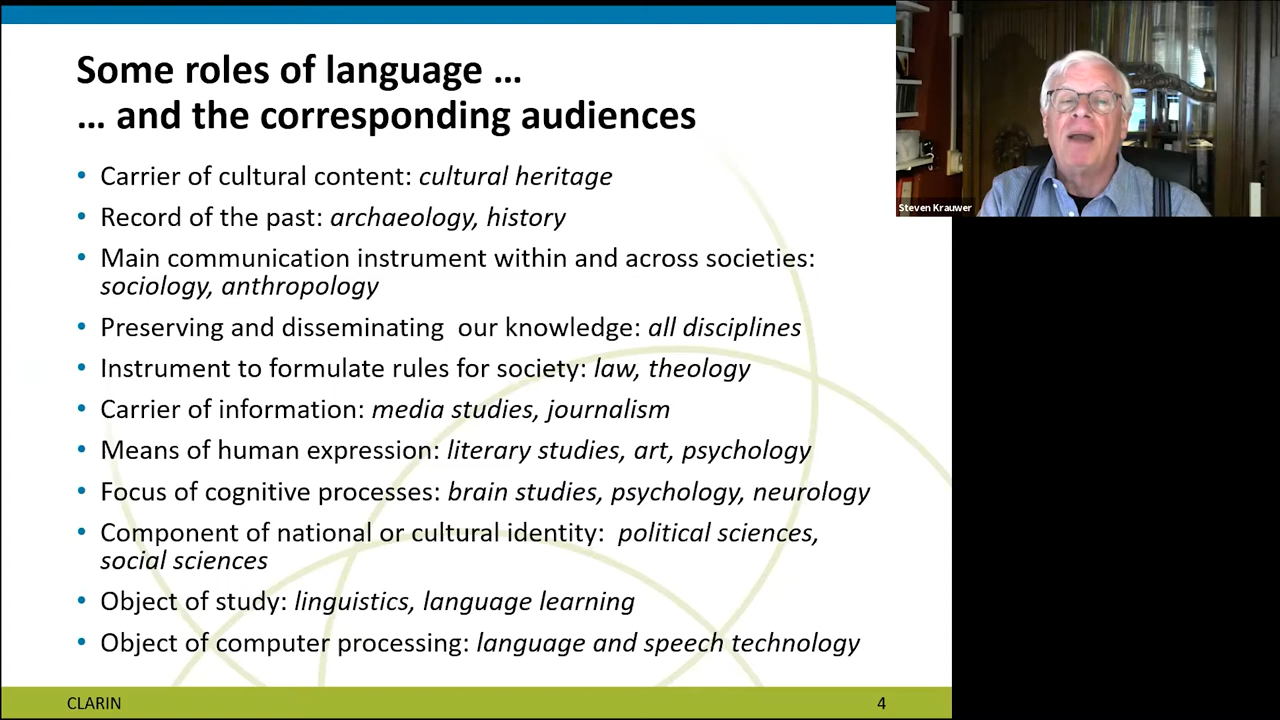 Some roles of language …
… and the corresponding audiences
• Carrier of cultural content: cultural heritage
• Record of the past: archaeology, history
• Main communication instrument within and across societies:
sociology, anthropology
• Preserving and disseminating  our knowledge: all disciplines
• Instrument to formulate rules for society: law, theology
• Carrier of information: media studies, journalism
• Means of human expression: literary studies, art, psychology
• Focus of cognitive processes: brain studies, psychology, neurology
• Component of national or cultural identity:  political sciences,
social sciences
• Object of study: linguistics, language learning
• Object of computer processing: language and speech technology
CLARIN
4
Steven Krauwer